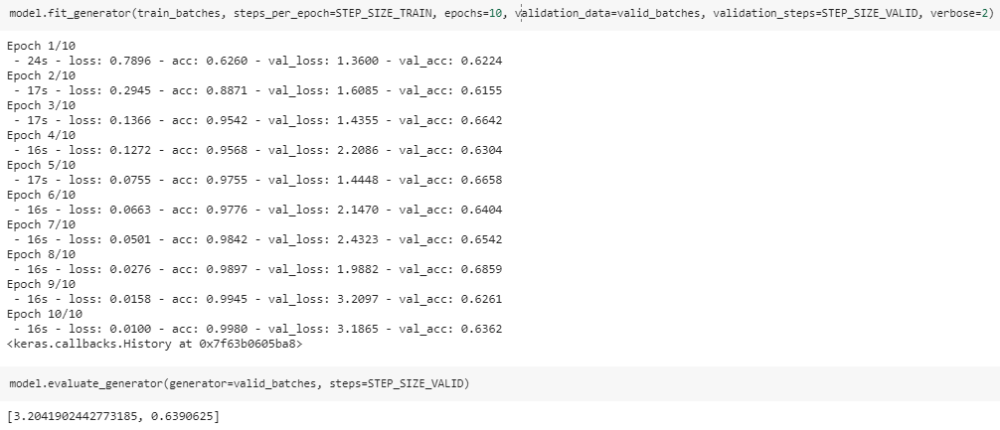 model.fit_generator(train_batches, steps_per_epoch=STEP_SIZE_TRAIN, epochs=10, validation_data=valid_batches, validation_steps=STEP_SIZE_VALID, verbose=2)
Epoch 1/10
 - 24s - loss: 0.7896 - acc: 0.6260 - val_loss: 1.3600 - val_acc: 0.6224
Epoch 2/10
 - 17s - loss: 0.2945 - acc: 0.8871 - val_loss: 1.6085 - val_acc: 0.6155
Epoch 3/10
 - 17s - loss: 0.1366 - acc: 0.9542 - val_loss: 1.4355 - val_acc: 0.6642
Epoch 4/10
 - 16s - loss: 0.1272 - acc: 0.9568 - val_loss: 2.2086 - val_acc: 0.6304
Epoch 5/10
 - 17s - loss: 0.0755 - acc: 0.9755 - val_loss: 1.4448 - val_acc: 0.6658
Epoch 6/10
 - 16s - loss: 0.0663 - acc: 0.9776 - val_loss: 2.1470 - val_acc: 0.6404
Epoch 7/10
 - 16s - loss: 0.0501 - acc: 0.9842 - val_loss: 2.4323 - val_acc: 0.6542
Epoch 8/10
 - 16s - loss: 0.0276 - acc: 0.9897 - val_loss: 1.9882 - val_acc: 0.6859
Epoch 9/10
 - 16s - loss: 0.0158 - acc: 0.9945 - val_loss: 3.2097 - val_acc: 0.6261
Epoch 10/10
 - 16s - loss: 0.0100 - acc: 0.9980 - val_loss: 3.1865 - val_acc: 0.6362
<keras.callbacks.History at 0x7f63b0605ba8>
model.evaluate_generator(generator=valid_batches, steps=STEP_SIZE_VALID)
[3.2041902442773185, 0.6390625]